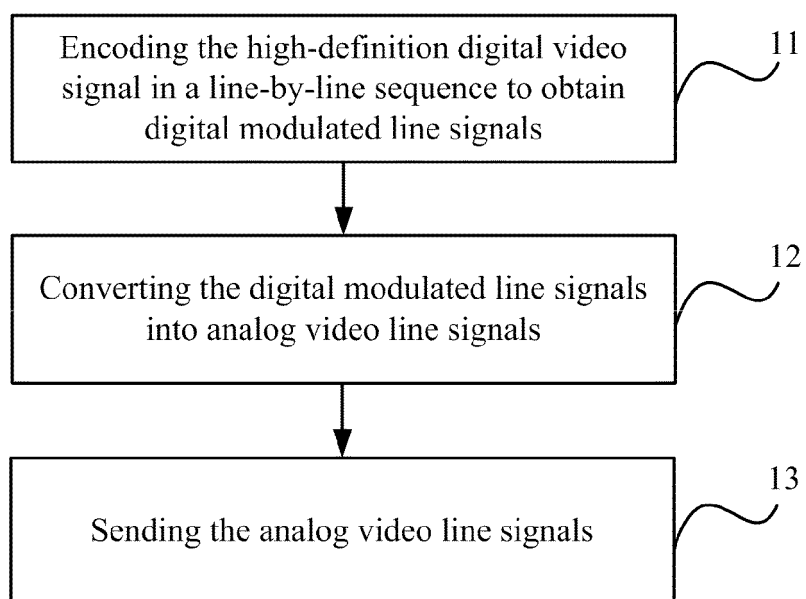 Encoding the high-definition digital video
signal in a line-by-line sequence to obtain
digital modulated line signals
11
Converting the digital modulated line signals
into analog video line signals
12
Sending the analog video line signals
13